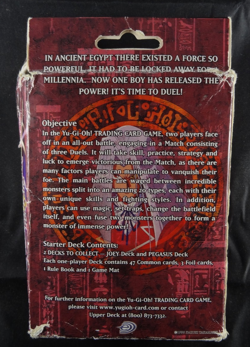 IN ANCIENT EGYPT THERE EXISTED A FORCE SO
POWERFUL, IT HAD TO BE LOCKED AWAY FOR
MILLENNIA. NOW ONE BOY HAS RELEASED THE
POWER! IT'S TIME TO DUEL!
Objective
In the Yu-Gi-Oh! TRADING CARD GAME, two players face
off in an all-out battle, engaging in a Match consisting
of three Duels. It will take skill, practice, strategy and
luck to emerge victorious from the Match, as there are
many factors players can manipulate to vanquish their
foe. The main battles are waged between incredible
monsters split into an amazing 20 types, each with their
own unique skills and fighting styles. In addition,
players can use magic, set traps, change the battlefield
itself, and even fuse two monsters together to form a
monster of immense power!
Starter Deck Contents:
2 DECKS TO COLLECT - JOEY Deck and PEGASUS Deck
Each one-player Deck contains 47 Common cards, 3 Foil cards,
1 Rule Book and 1 Game Mat
For further information on the Yu-Gi-Oh! TRADING CARD GAME,
please visit www.yugioh-card.com or contact
Upper Deck at (800) 873-7332.